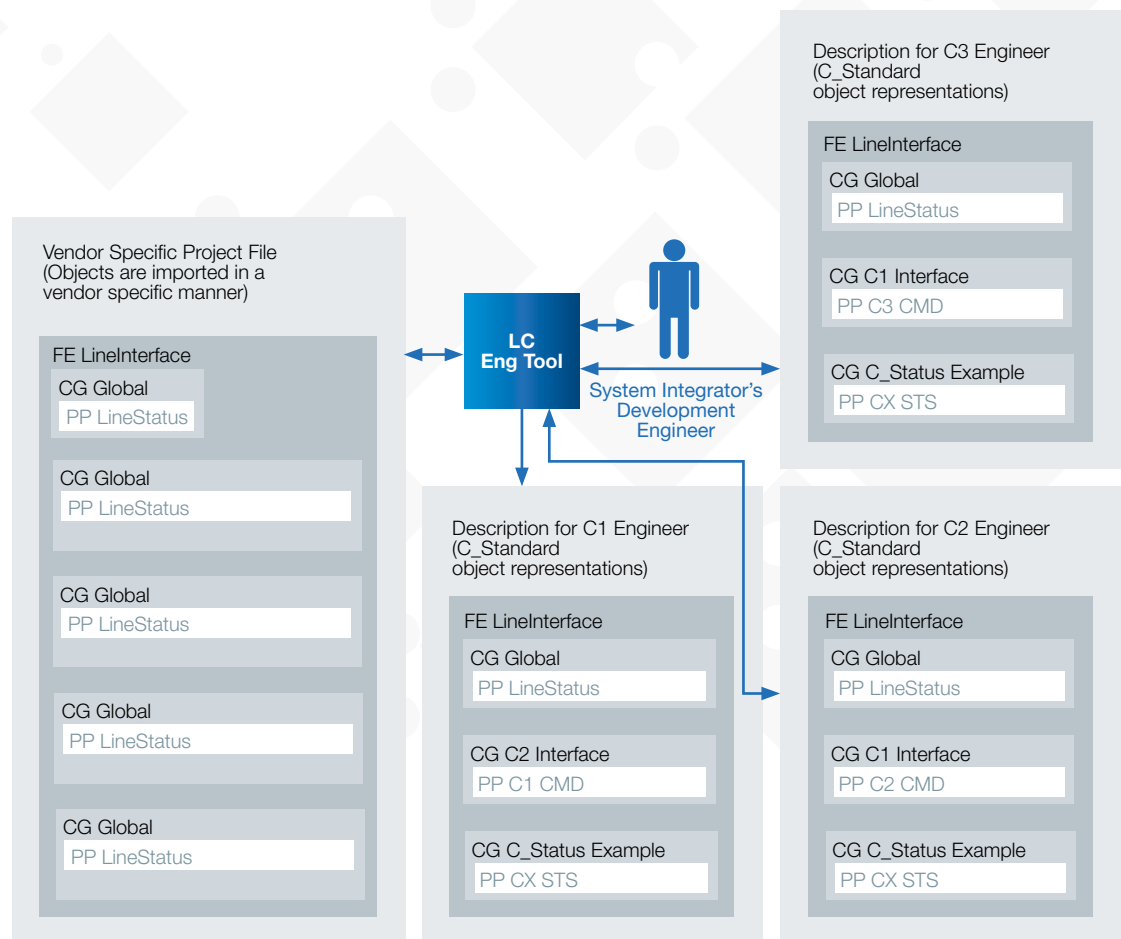 Vendor Specific Project File
(Objects are imported in a
vendor specific manner)
FE LineInterface
CG Global
PP LineStatus
CG Global
PP LineStatus
CG Global
PP LineStatus
CG Global
PP LineStatus
CG Global
PP LineStatus
LC
Eng Tool
System Integrator's
Development
Engineer
Description for C3 Engineer
(C_Standard
object representations)
FE LineInterface
CG Global
PP LineStatus
CG C1 Interface
PP C3 CMD
CG C_Status Example
PP CX STS
Description for C1 Engineer
(C_Standard
object representations)
FE LineInterface
CG Global
PP LineStatus
CG C2 Interface
PP C1 CMD
CG C_Status Example
PP CX STS
Description for C2 Engineer
(C_Standard
object representations)
FE LineInterface
CG Global
PP LineStatus
CG C1 Interface
PP C2 CMD
CG C_Status Example
PP CX STS